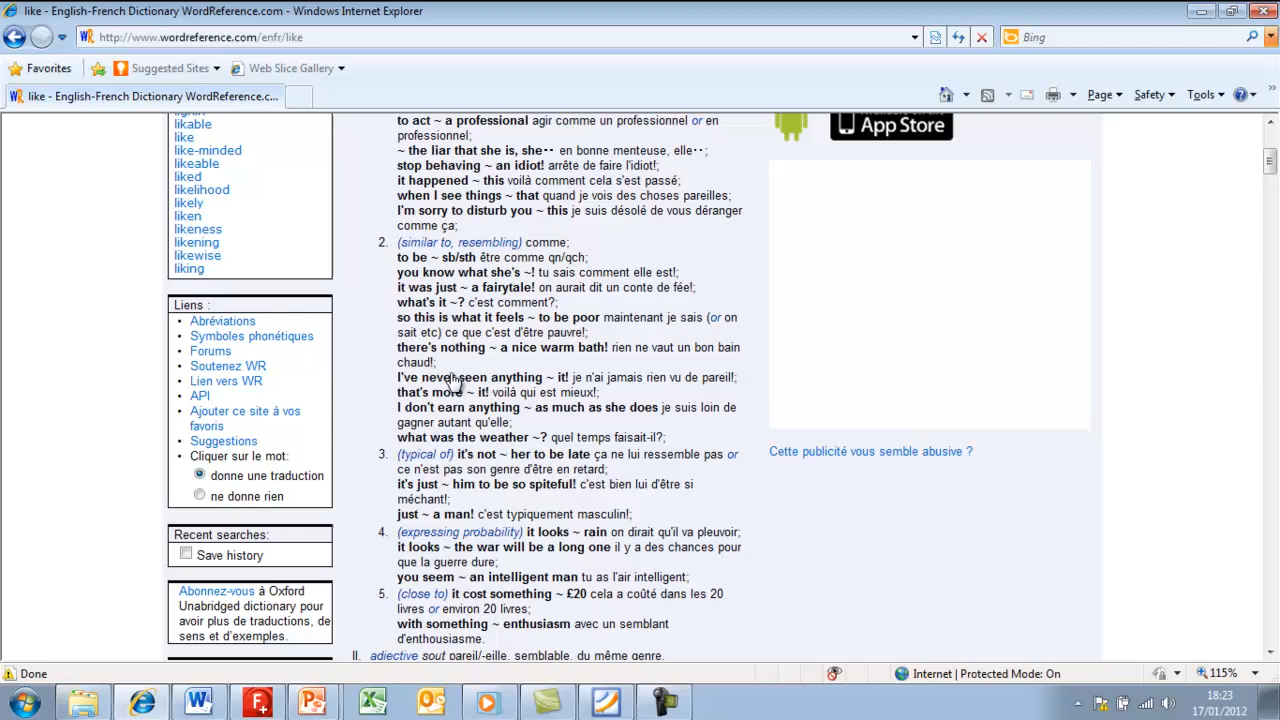 like - English-French Dictionary WordReference.com - Windows Internet Explorer
http://www.wordreference.com/enfr/like
Bing
Favorites
Suggested Sites
Web Slice Gallery
like - English-French Dictionary WordReference.c...
Page
Safety
Tools
likable
like
like-minded
likeable
liked
likelihood
likely
liken
likeness
likening
likewise
liking
Liens :
• Abréviations
• Symboles phonétiques
• Forums
• Soutenez WR
• Lien vers WR
• API
• Ajouter ce site à vos
favoris
• Suggestions
• Cliquer sur le mot:
donne une traduction
ne donne rien
Recent searches:
Save history
Abonnez-vous à Oxford
Unabridged dictionary pour
avoir plus de traductions, de
sens et d'exemples.
to act ~ a professional agir comme un professionnel or en
professionnel;
~ the liar that she is, she·· en bonne menteuse, elle··;
stop behaving ~ an idiot! arrête de faire l'idiot!;
it happened ~ this voilà comment cela s'est passé;
when I see things ~ that quand je vois des choses pareilles;
I'm sorry to disturb you ~ this je suis désolé de vous déranger
comme ça;
2. (similar to, resembling) comme;
to be ~ sb/sth être comme qn/qch;
you know what she's ~! tu sais comment elle est!;
it was just ~ a fairytale! on aurait dit un conte de fée!;
what's it ~? c'est comment?;
so this is what it feels ~ to be poor maintenant je sais (or on
sait etc) ce que c'est d'être pauvre!;
there's nothing ~ a nice warm bath! rien ne vaut un bon bain
chaud!;
I've never seen anything ~ it! je n'ai jamais rien vu de pareil!;
that's more ~ it! voilà qui est mieux!;
I don't earn anything ~ as much as she does je suis loin de
gagner autant qu'elle;
what was the weather ~? quel temps faisait-il?;
3. (typical of) it's not ~ her to be late ça ne lui ressemble pas or
ce n'est pas son genre d'être en retard;
it's just ~ him to be so spiteful! c'est bien lui d'être si
méchant!;
just ~ a man! c'est typiquement masculin!;
4. (expressing probability) it looks ~ rain on dirait qu'il va pleuvoir;
it looks ~ the war will be a long one il y a des chances pour
que la guerre dure;
you seem ~ an intelligent man tu as l'air intelligent;
5. (close to) it cost something ~ £20 cela a coûté dans les 20
livres or environ 20 livres;
with something ~ enthusiasm avec un semblant
d'enthousiasme.
II. adjective sout pareil/-eille, semblable, du même genre.
App Store
Cette publicité vous semble abusive ?
Done
Internet | Protected Mode: On
115%
18:23
17/01/2012